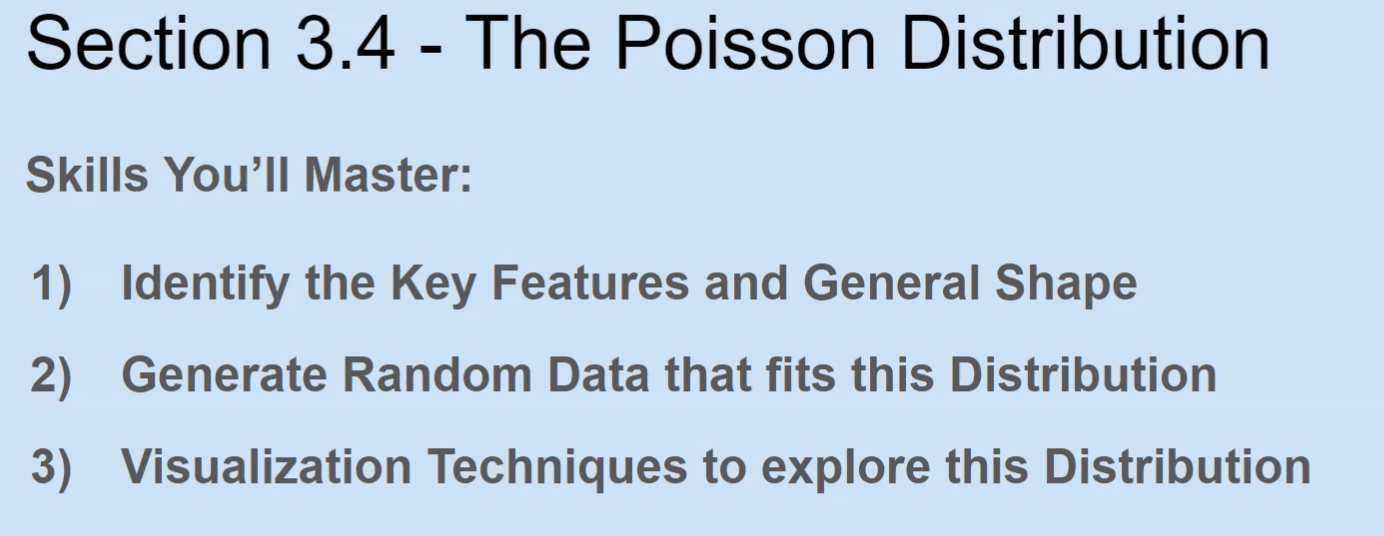 Section 3.4 - The Poisson Distribution
Skills You’ll Master:
1) Identify the Key Features and General Shape
2) Generate Random Data that fits this Distribution
3) Visualization Techniques to explore this Distribution